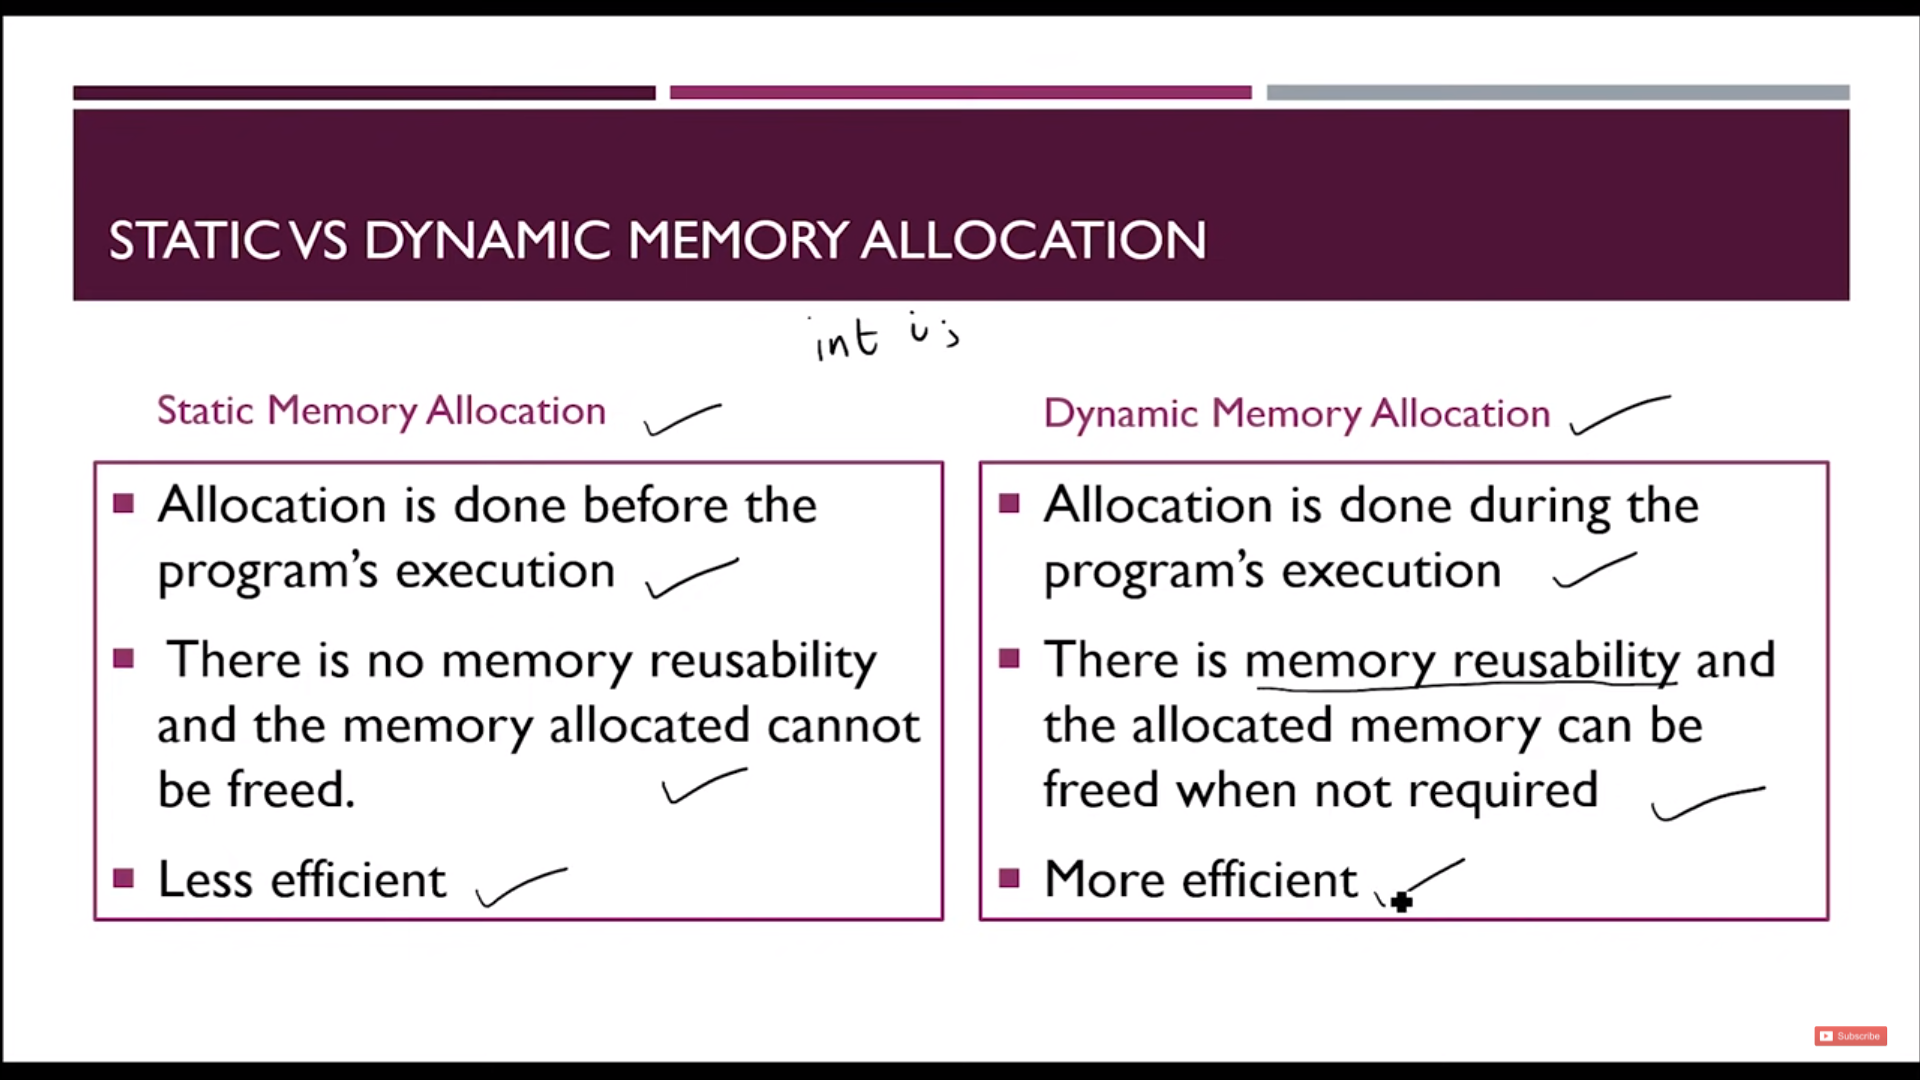 STATIC VS DYNAMIC MEMORY ALLOCATION
int i;
Static Memory Allocation
Allocation is done before the
program’s execution
There is no memory reusability
and the memory allocated cannot
be freed.
Less efficient
Dynamic Memory Allocation
Allocation is done during the
program’s execution
There is memory reusability and
the allocated memory can be
freed when not required
More efficient
Subscribe